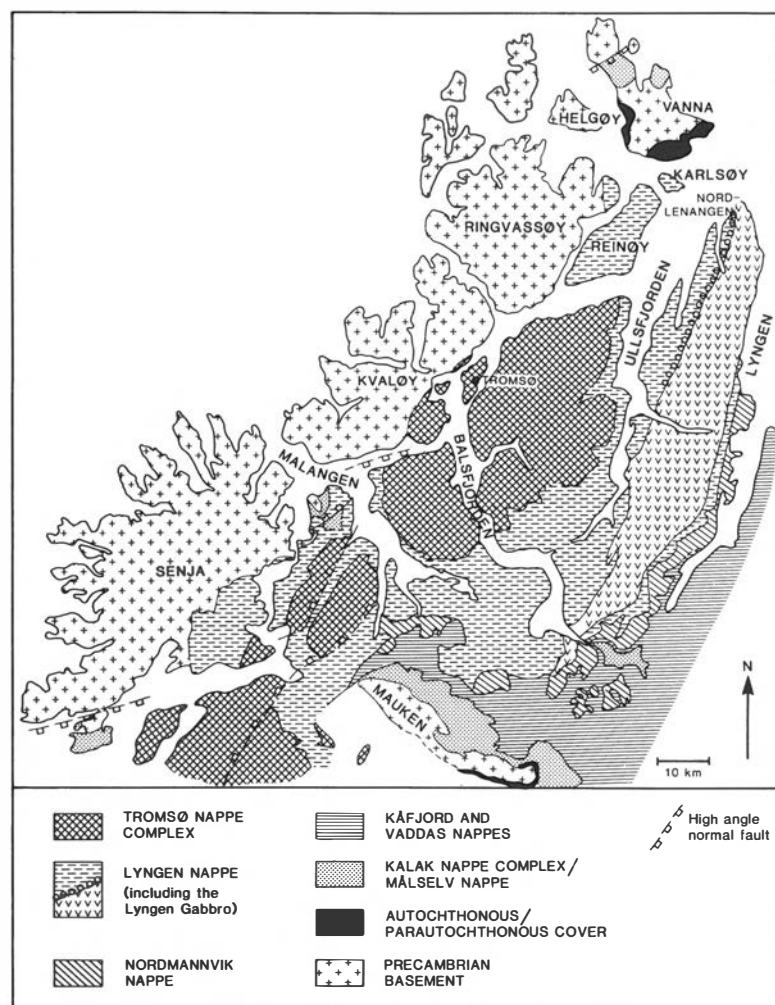 VANNA
HELGØY
KARLSØY
NORD-
LENANGEN
RINGVASSØY
REINØY
ULLSFJORDEN
LYNGEN
KVALØY
TROMSØ
BALSFJORDEN
MALANGEN
SENJA
MAUKEN
N
10 km
TROMSØ NAPPE
COMPLEX
LYNGEN NAPPE
(including the
Lyngen Gabbro)
NORDMANNVIK
NAPPE
KÅFJORD AND
VADDAS NAPPES
KALAK NAPPE COMPLEX/
MÅLSELV NAPPE
AUTOCHTHONOUS/
PARAUTOCHTHONOUS COVER
PRECAMBRIAN
BASEMENT
High angle
normal fault